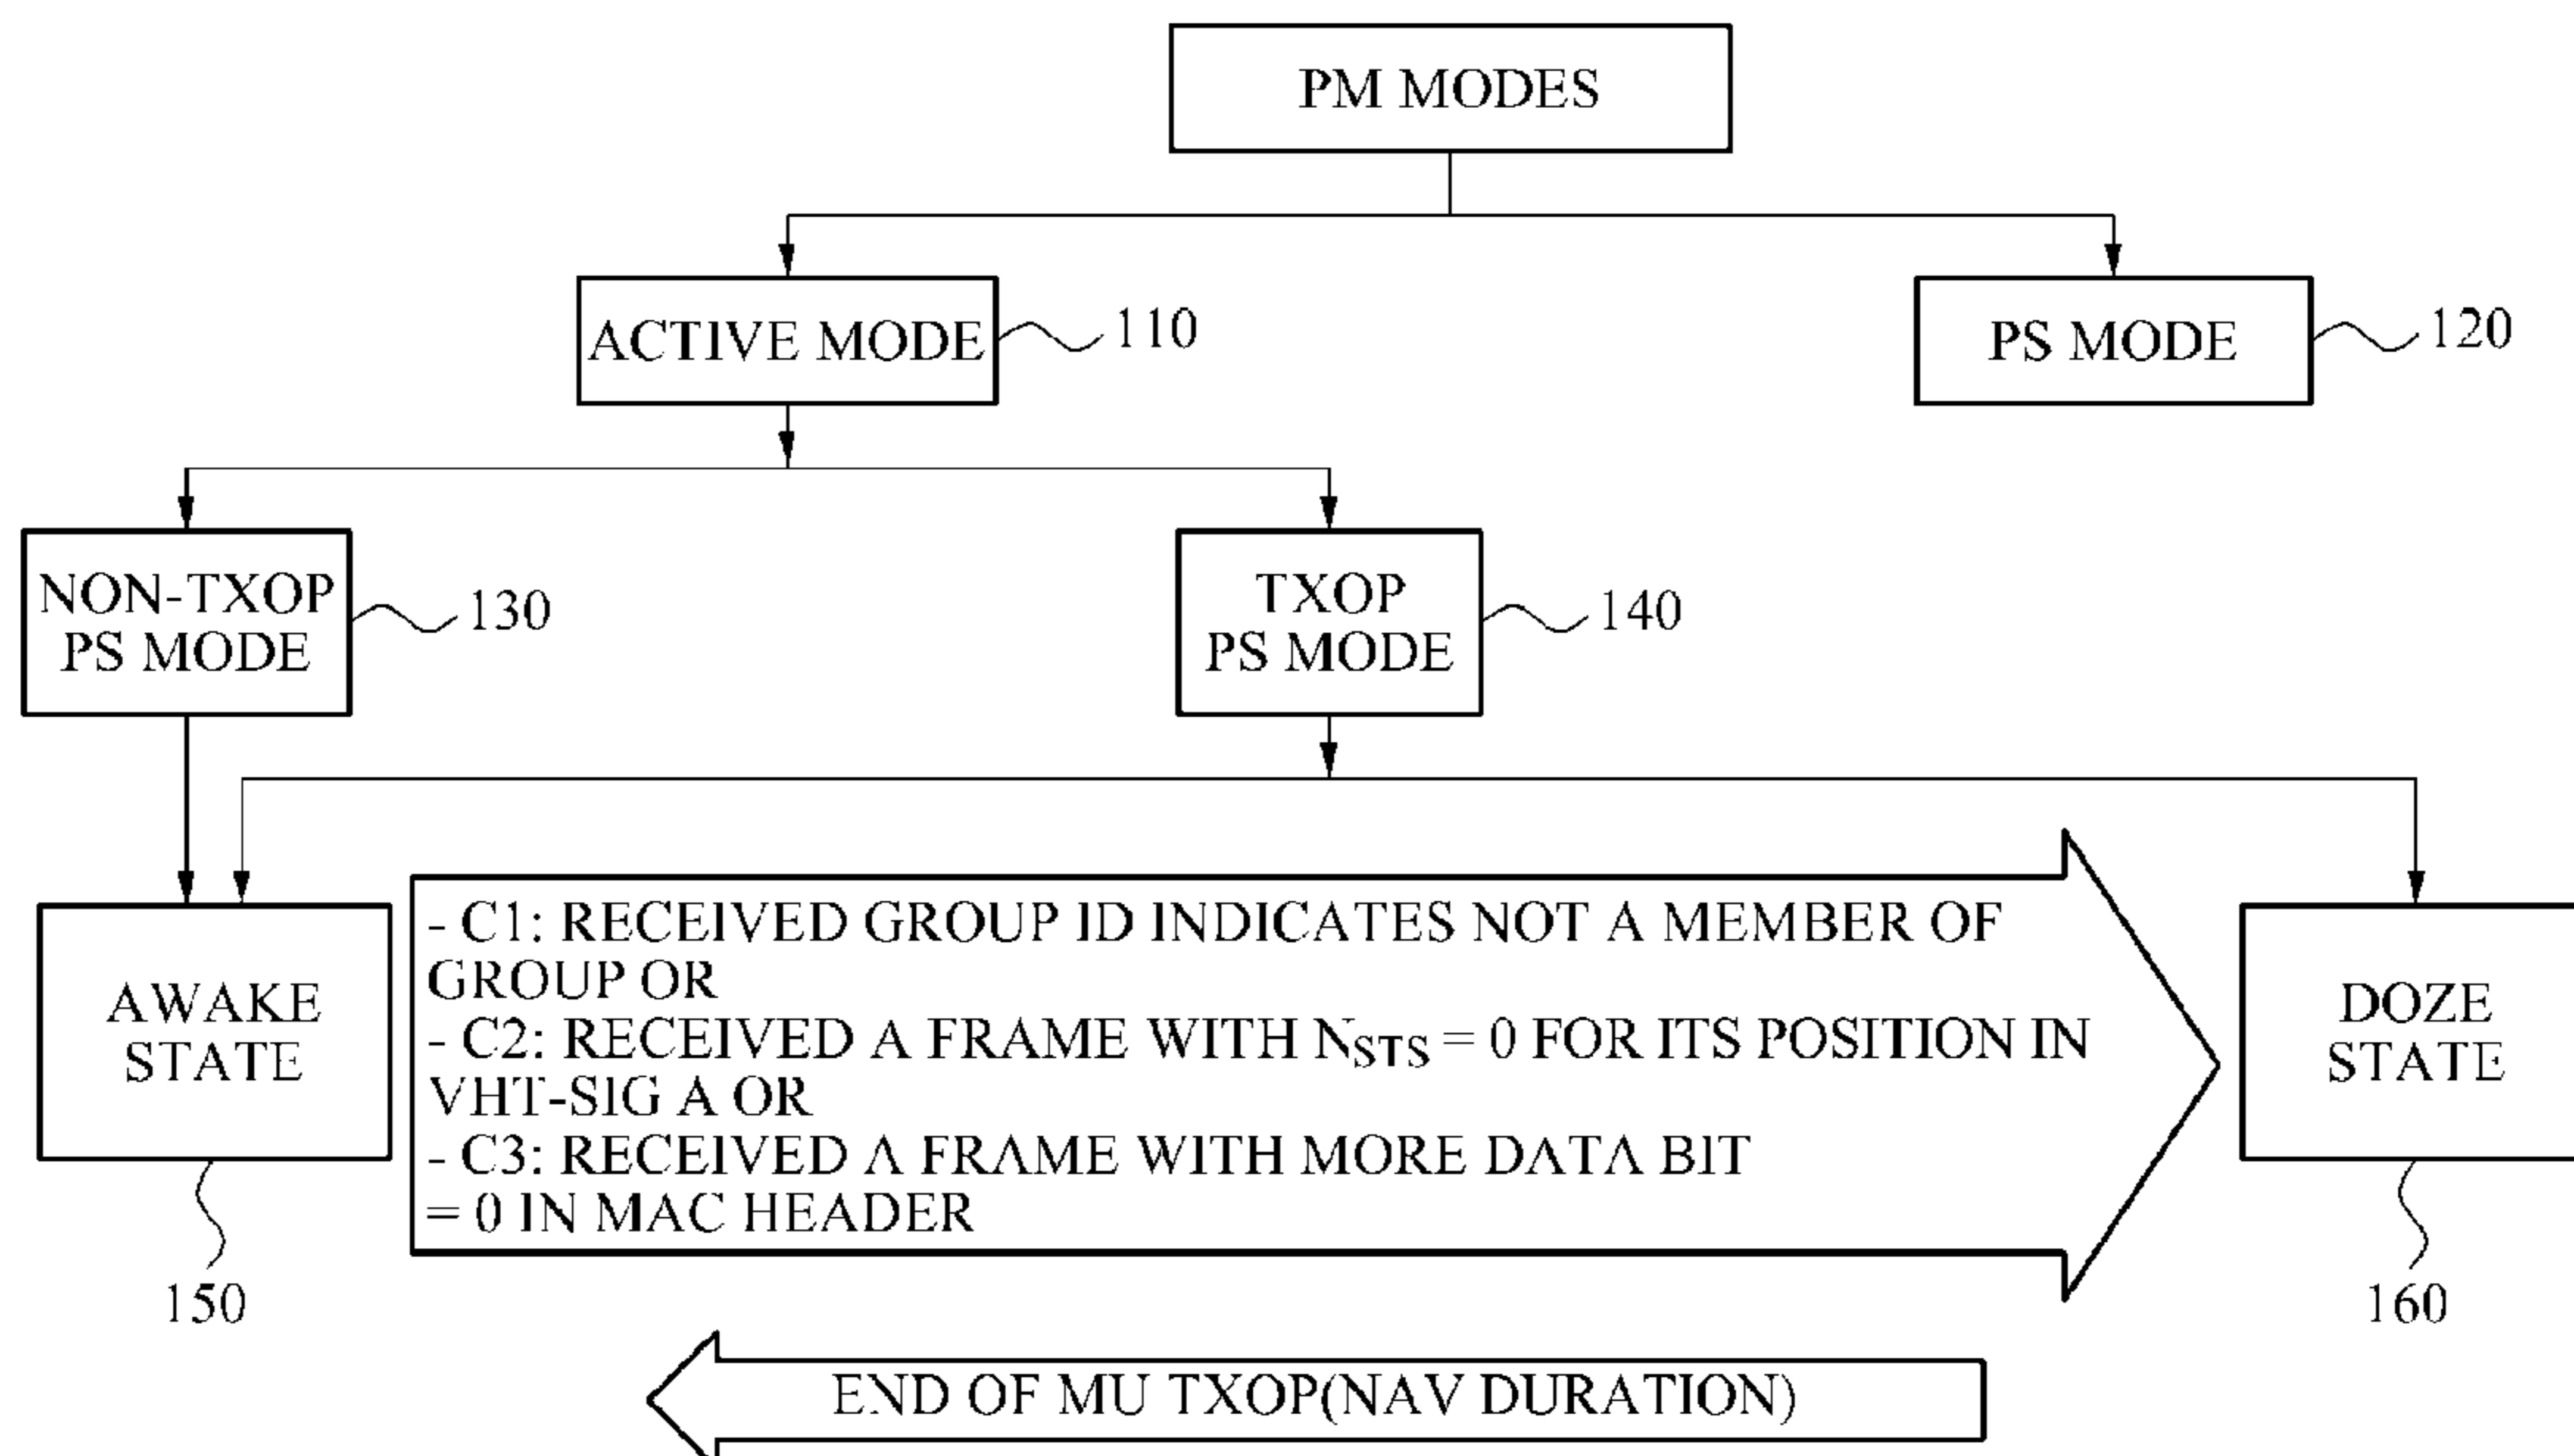 PM MODES
ACTIVE MODE
110
PS MODE
120
NON-TXOP
PS MODE
130
TXOP
PS MODE
140
AWAKE
STATE
150
- C1: RECEIVED GROUP ID INDICATES NOT A MEMBER OF
GROUP OR
- C2: RECEIVED A FRAME WITH NSTS = 0 FOR ITS POSITION IN
VHT-SIG A OR
- C3: RECEIVED A FRAME WITH MORE DATA BIT
= 0 IN MAC HEADER
DOZE
STATE
160
END OF MU TXOP(NAV DURATION)